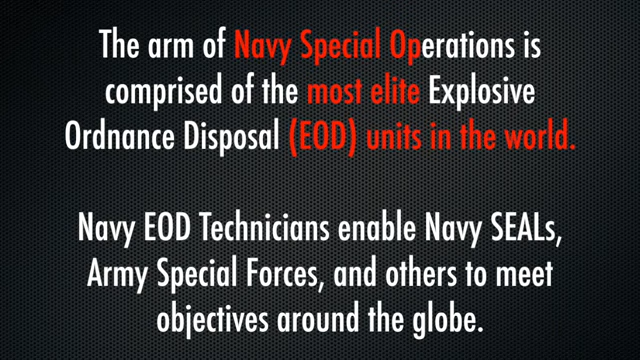 The arm of Navy Special Operations is
comprised of the most elite Explosive
Ordnance Disposal (EOD) units in the world.
Navy EOD Technicians enable Navy SEALs,
Army Special Forces, and others to meet
objectives around the globe.